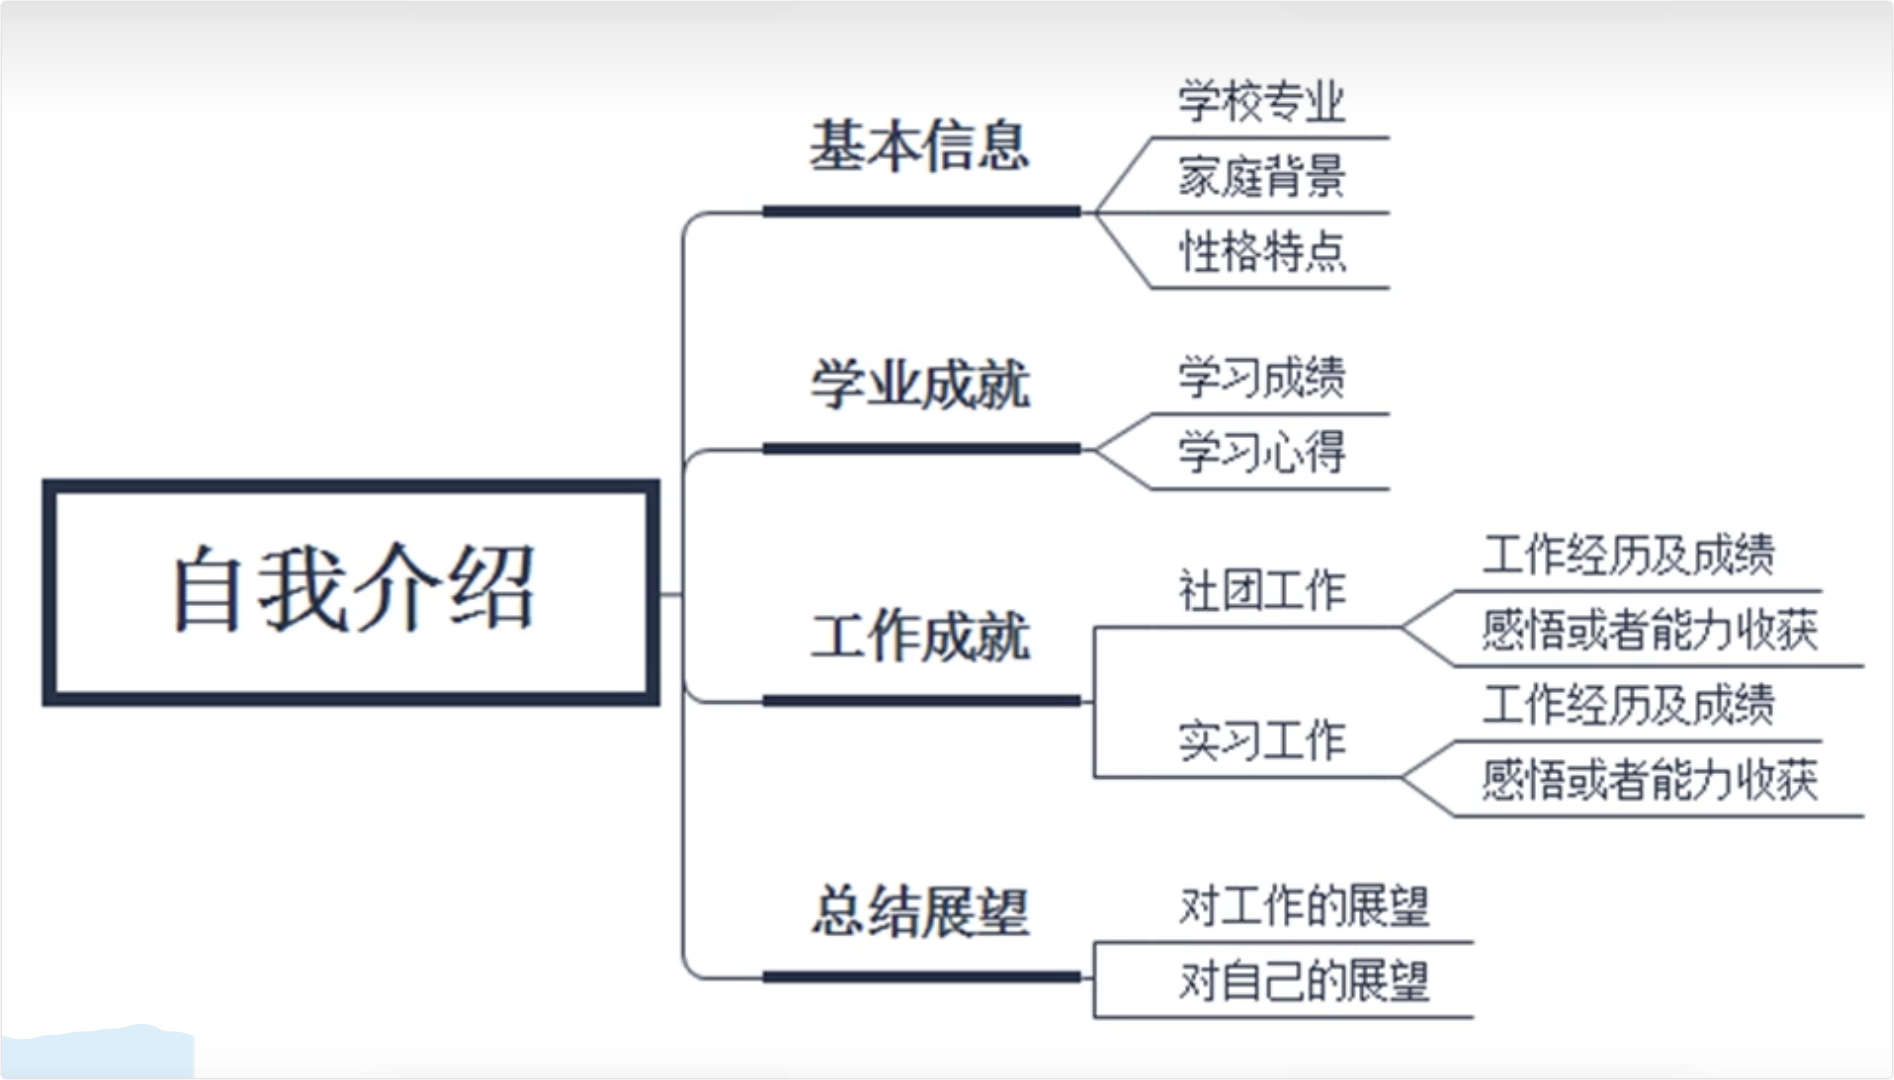 自我介绍
基本信息
学校专业
家庭背景
性格特点
学业成就
学习成绩
学习心得
工作成就
社团工作
工作经历及成绩
感悟或者能力收获
实习工作
工作经历及成绩
感悟或者能力收获
总结展望
对工作的展望
对自己的展望